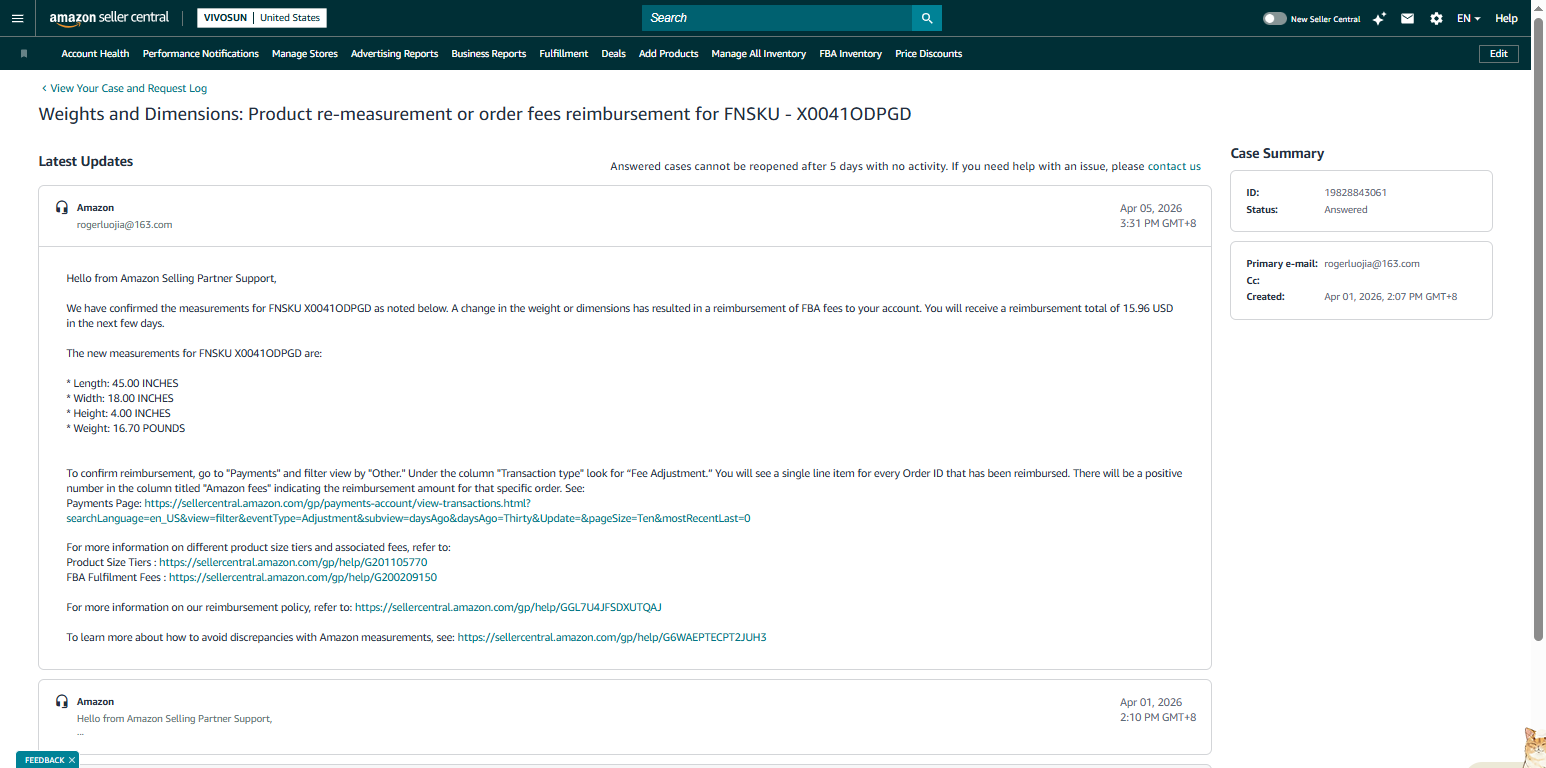 amazon seller central
VIVOSUN | United States
Search
New Seller Central
EN
Help
Account Health
Performance Notifications
Manage Stores
Advertising Reports
Business Reports
Fulfillment
Deals
Add Products
Manage All Inventory
FBA Inventory
Price Discounts
Edit
View Your Case and Request Log
Weights and Dimensions: Product re-measurement or order fees reimbursement for FNSKU - X0041ODPGD
Latest Updates
Answered cases cannot be reopened after 5 days with no activity. If you need help with an issue, please contact us
Amazon
rogerluojia@163.com
Apr 05, 2026
3:31 PM GMT+8
Hello from Amazon Selling Partner Support,
We have confirmed the measurements for FNSKU X0041ODPGD as noted below. A change in the weight or dimensions has resulted in a reimbursement of FBA fees to your account. You will receive a reimbursement total of 15.96 USD
in the next few days.
The new measurements for FNSKU X0041ODPGD are:
* Length: 45.00 INCHES
* Width: 18.00 INCHES
* Height: 4.00 INCHES
* Weight: 16.70 POUNDS
To confirm reimbursement, go to "Payments" and filter view by "Other." Under the column "Transaction type" look for “Fee Adjustment.” You will see a single line item for every Order ID that has been reimbursed. There will be a positive
number in the column titled "Amazon fees" indicating the reimbursement amount for that specific order. See:
Payments Page: https://sellercentral.amazon.com/gp/payments-account/view-transactions.html?
searchLanguage=en_US&view=filter&eventType=Adjustment&subview=daysAgo&daysAgo=Thirty&Update=&pageSize=Ten&mostRecentLast=0
For more information on different product size tiers and associated fees, refer to:
Product Size Tiers : https://sellercentral.amazon.com/gp/help/G201105770
FBA Fulfilment Fees : https://sellercentral.amazon.com/gp/help/G200209150
For more information on our reimbursement policy, refer to: https://sellercentral.amazon.com/gp/help/GGL7U4JFSDXUTQAJ
To learn more about how to avoid discrepancies with Amazon measurements, see: https://sellercentral.amazon.com/gp/help/G6WAEPTECPT2JUH3
Amazon
Hello from Amazon Selling Partner Support,
...
Apr 01, 2026
2:10 PM GMT+8
Case Summary
ID: 19828843061
Status: Answered
Primary e-mail: rogerluojia@163.com
Cc:
Created: Apr 01, 2026, 2:07 PM GMT+8
FEEDBACK